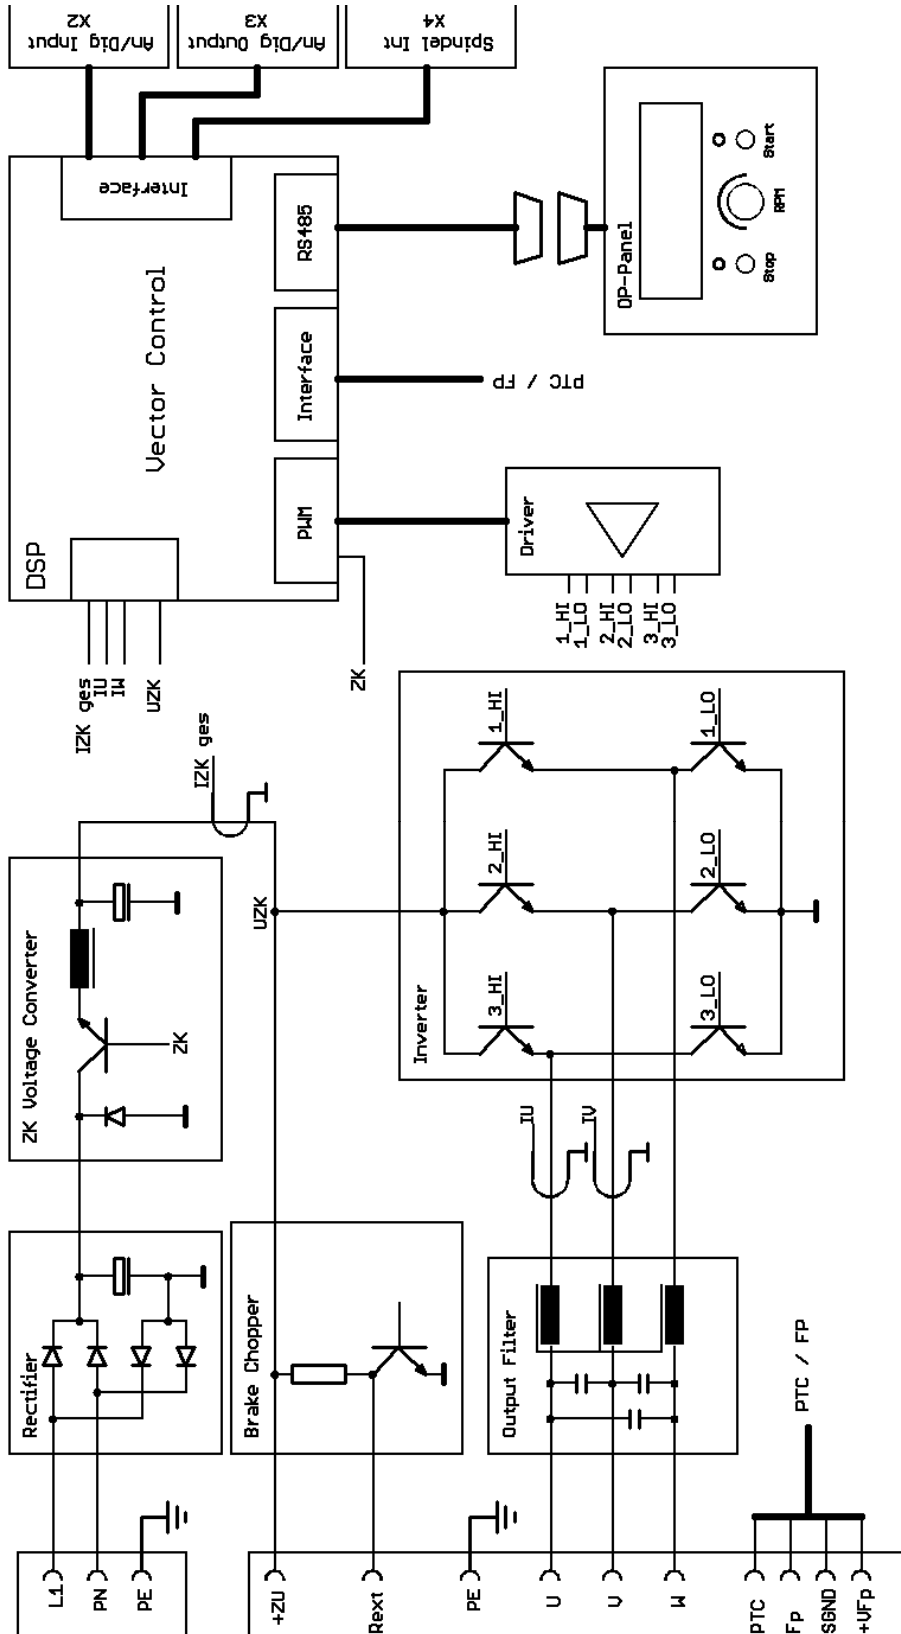 An/Dig Input
X2
An/Dig Output
X3
Spindel Int
X4
Interface
Vector Control
DSP
RS485
Interface
PWM
OP-Panel
Start
RPM
Stop
PTC / FP
Driver
1_HI
1_LO
2_HI
2_LO
3_HI
3_LO
IZK ges
IU
IW
UZK
ZK
IZK ges
ZK Voltage Converter
ZK
UZK
Inverter
1_HI
1_LO
2_HI
2_LO
3_HI
3_LO
IU
IV
Rectifier
Brake Chopper
Output Filter
PTC / FP
L1
PN
PE
+ZU
Rext
PE
U
V
W
PTC
Fp
SGND
+VFp